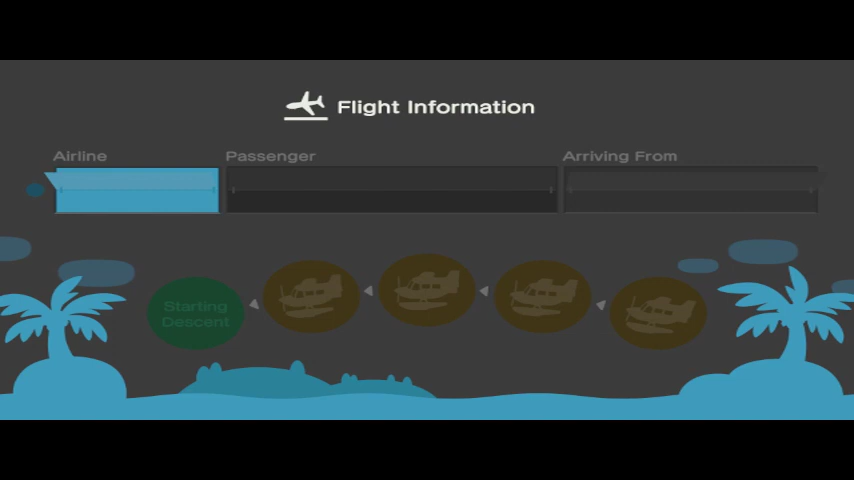 Flight Information
Airline
Passenger
Arriving From
Starting
Descent